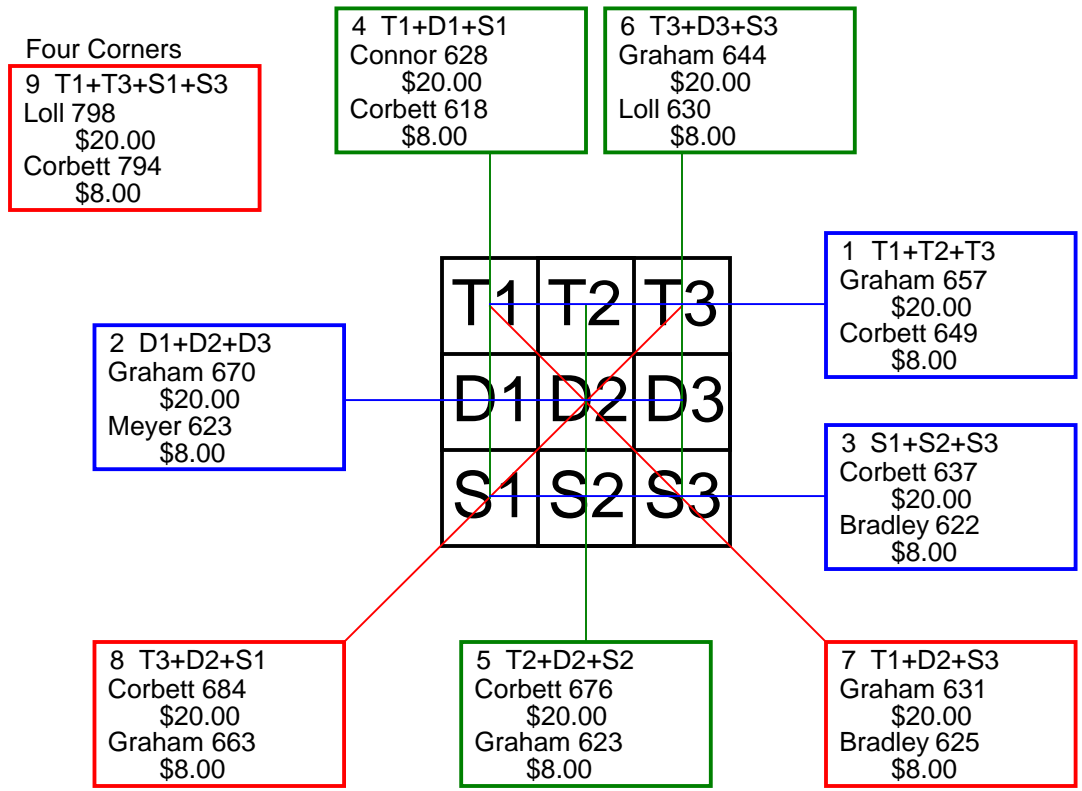 Four Corners
9 T1+T3+S1+S3
Loll 798
$20.00
Corbett 794
$8.00
4 T1+D1+S1
Connor 628
$20.00
Corbett 618
$8.00
6 T3+D3+S3
Graham 644
$20.00
Loll 630
$8.00
1 T1+T2+T3
Graham 657
$20.00
Corbett 649
$8.00
2 D1+D2+D3
Graham 670
$20.00
Meyer 623
$8.00
T1 T2 T3
D1 D2 D3
S1 S2 S3
3 S1+S2+S3
Corbett 637
$20.00
Bradley 622
$8.00
8 T3+D2+S1
Corbett 684
$20.00
Graham 663
$8.00
5 T2+D2+S2
Corbett 676
$20.00
Graham 623
$8.00
7 T1+D2+S3
Graham 631
$20.00
Bradley 625
$8.00